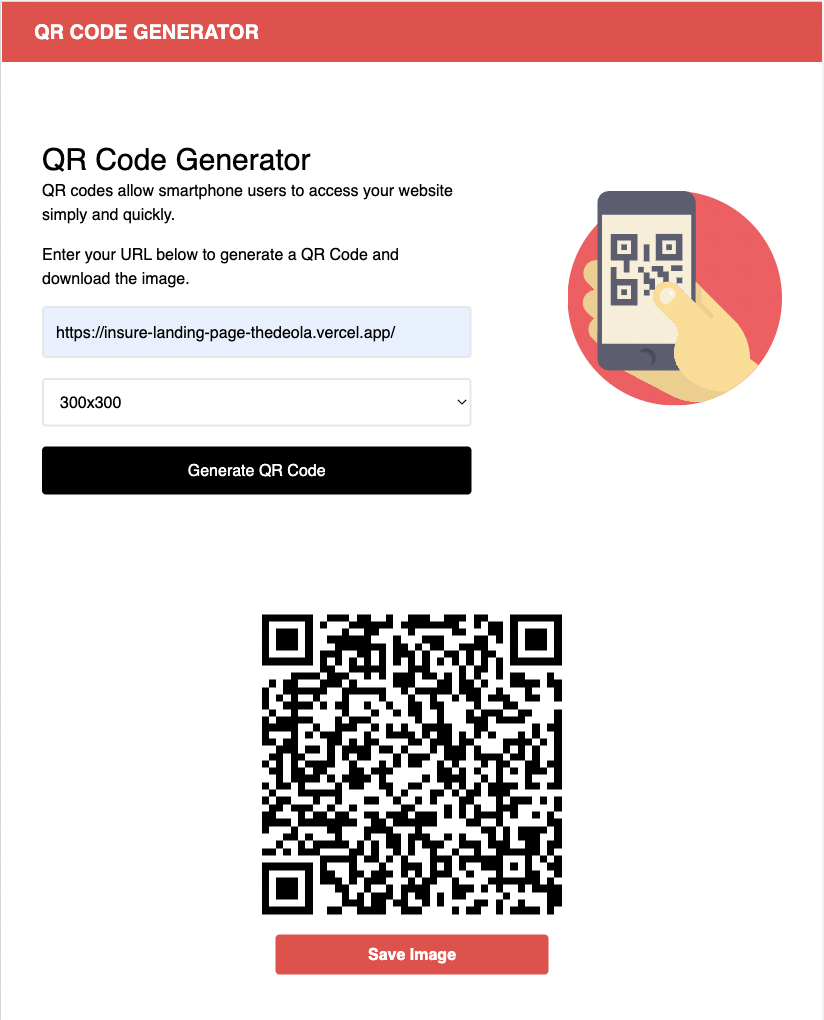 QR CODE GENERATOR
QR Code Generator
QR codes allow smartphone users to access your website
simply and quickly.
Enter your URL below to generate a QR Code and
download the image.
https://insure-landing-page-thedeola.vercel.app/
300x300
Generate QR Code
Save Image